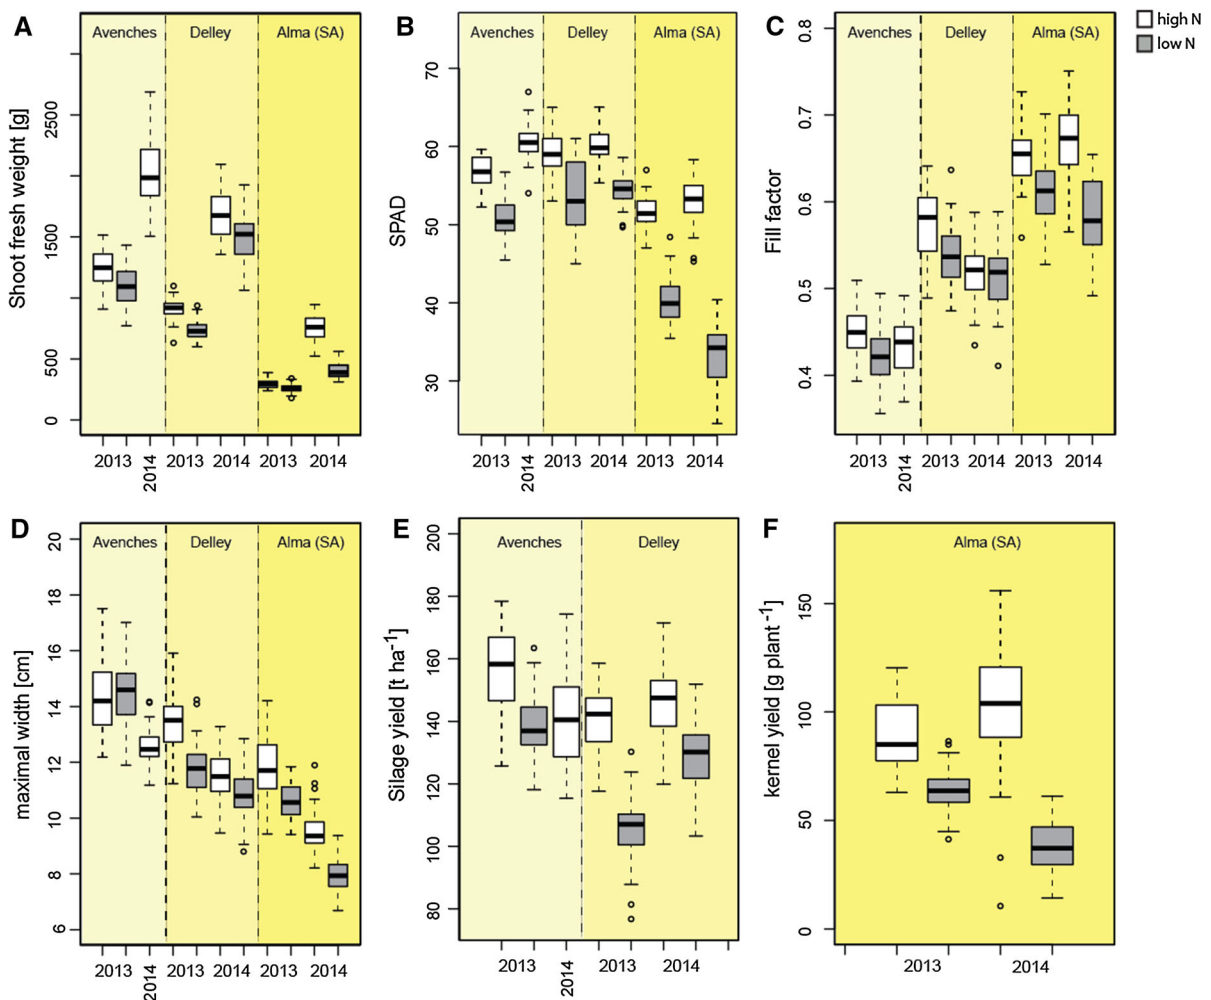 A
Avenches Delley Alma (SA)
Shoot fresh weight [g]
2500
1500
500
0
2013 2014 2013 2014 2013 2014
B
Avenches Delley Alma (SA)
SPAD
70
60
50
40
30
2013 2014 2013 2014 2013 2014
C
Avenches Delley Alma (SA)
Fill factor
0.8
0.7
0.6
0.5
0.4
2013 2014 2013 2014 2013 2014
high N
low N
D
Avenches Delley Alma (SA)
maximal width [cm]
20
18
16
14
12
10
8
6
2013 2014 2013 2014 2013 2014
E
Avenches Delley
Silage yield [t ha⁻¹]
200
180
160
140
120
100
80
2013 2014 2013 2014
F
Alma (SA)
kernel yield [g plant⁻¹]
150
100
50
0
2013 2014